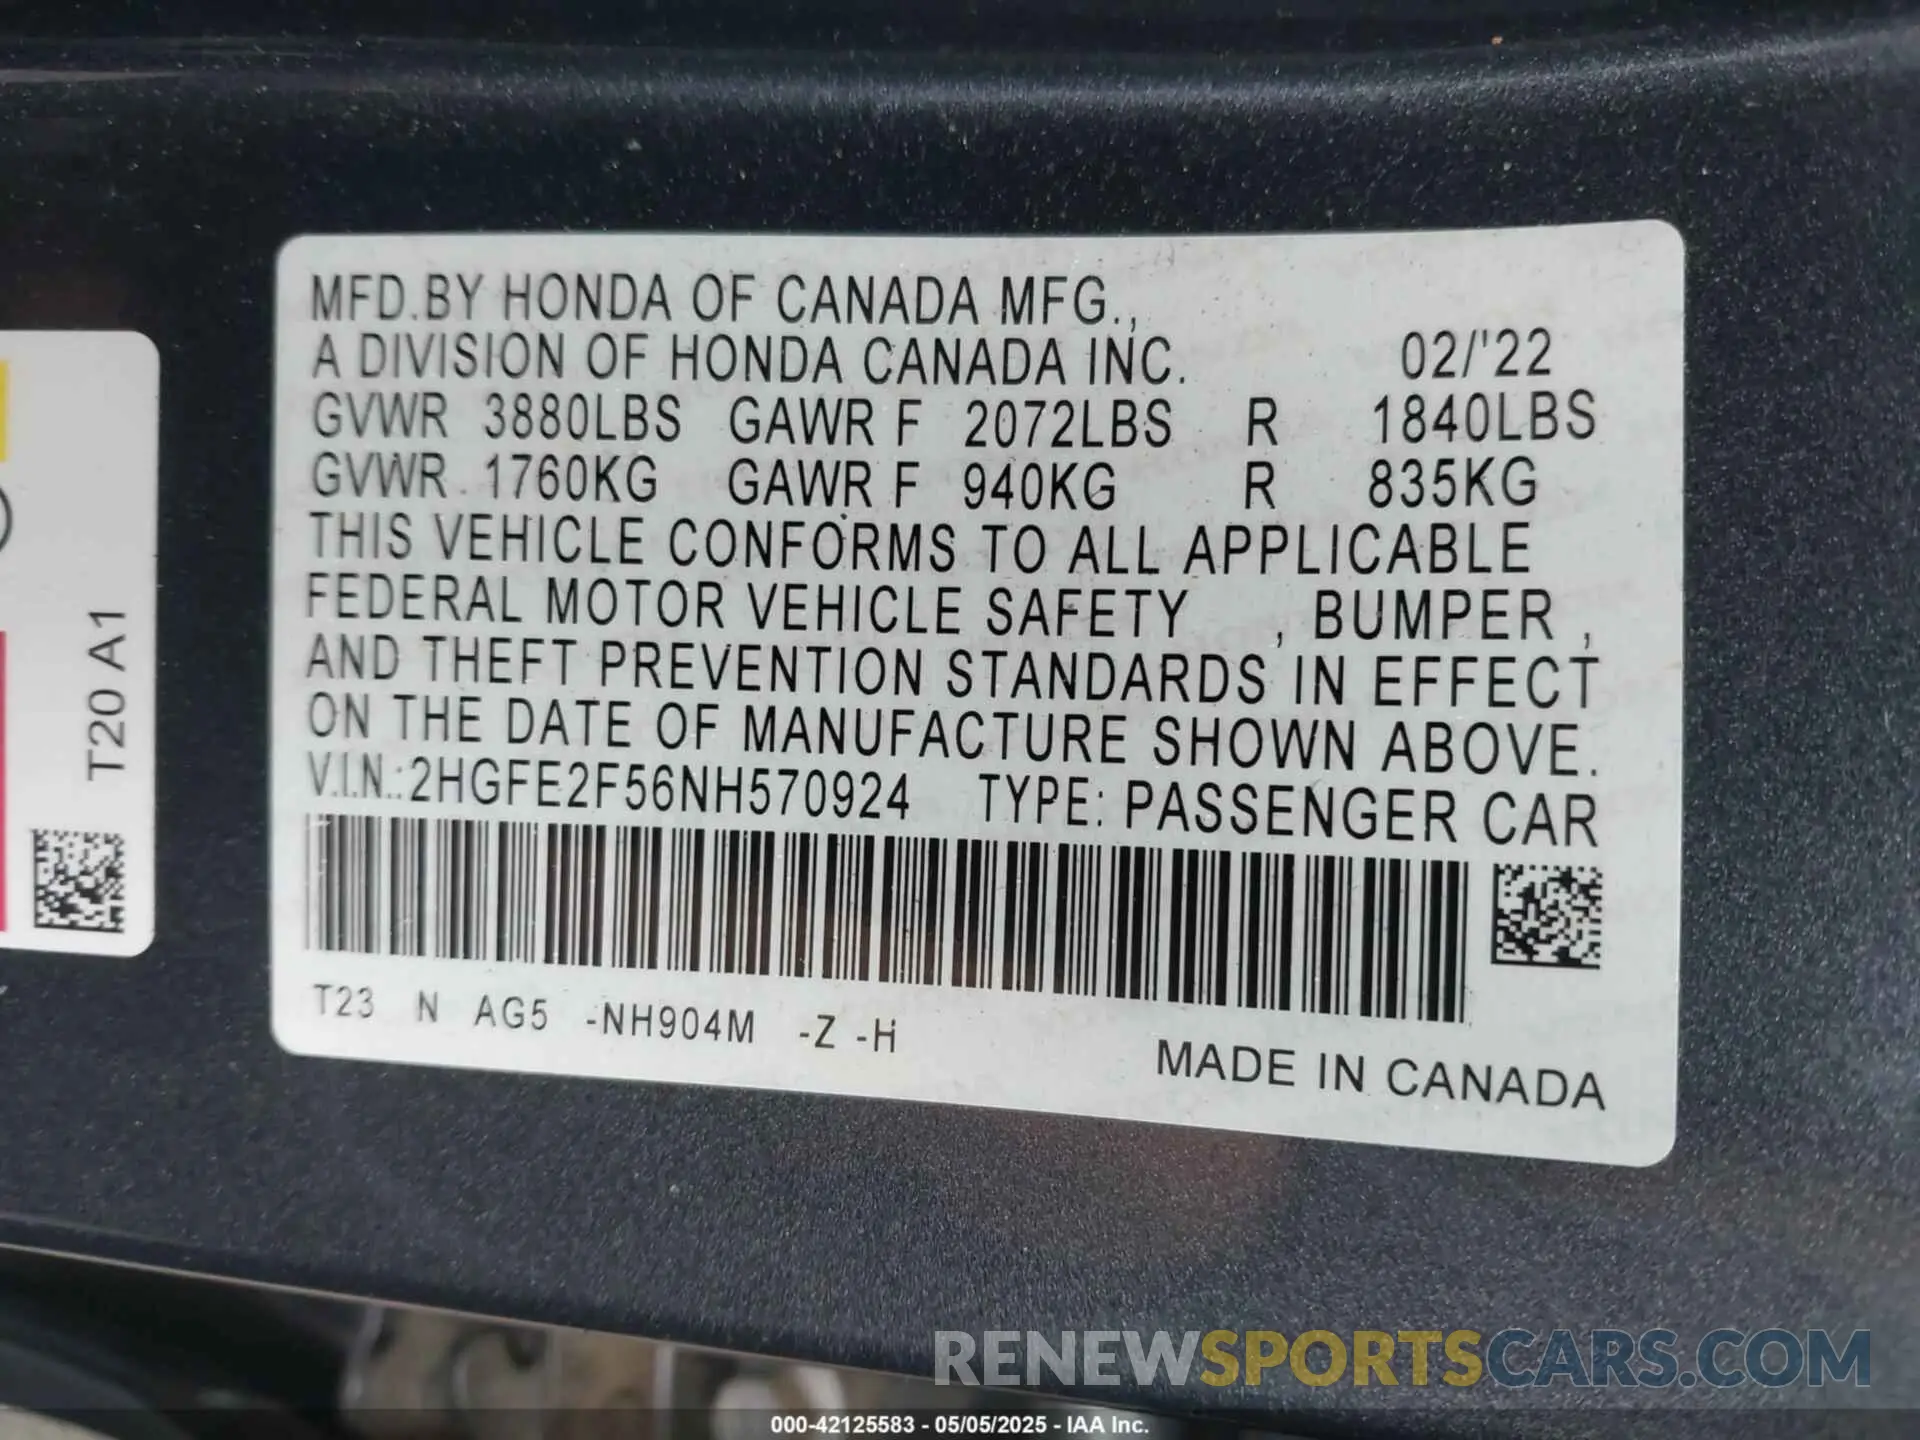 MFD.BY HONDA OF CANADA MFG.,
A DIVISION OF HONDA CANADA INC. 02/'22
GVWR 3880LBS GAWR F 2072LBS R 1840LBS
GVWR 1760KG GAWR F 940KG R 835KG
THIS VEHICLE CONFORMS TO ALL APPLICABLE
FEDERAL MOTOR VEHICLE SAFETY , BUMPER ,
AND THEFT PREVENTION STANDARDS IN EFFECT
ON THE DATE OF MANUFACTURE SHOWN ABOVE.
V.I.N.:2HGFE2F56NH570924 TYPE: PASSENGER CAR
T23 N AG5 -NH904M -Z -H
MADE IN CANADA
T20 A1
RENEWSPORTSCARS.COM
000-42125583 - 05/05/2025 - IAA Inc.